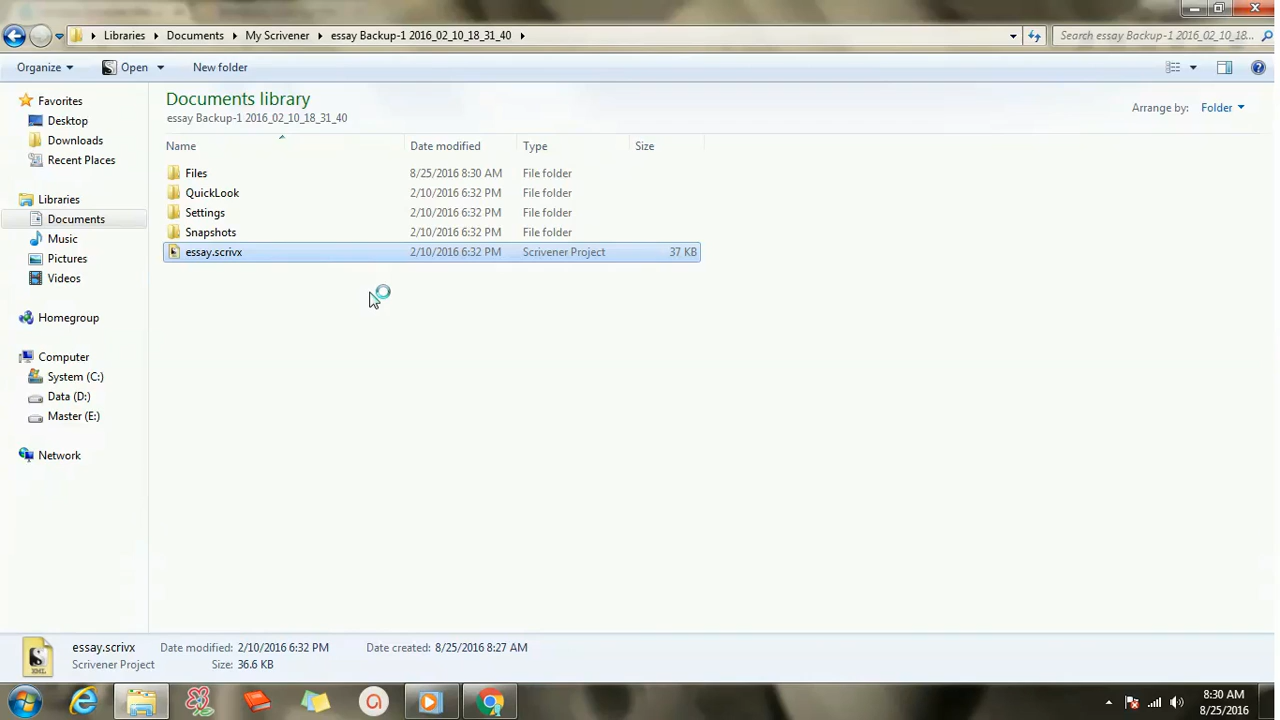 Libraries Documents My Scrivener essay Backup-1 2016_02_10_18_31_40
Search essay Backup-1 2016_02_10_18...
Organize Open New folder
Favorites
Desktop
Downloads
Recent Places
Libraries
Documents
Music
Pictures
Videos
Homegroup
Computer
System (C:)
Data (D:)
Master (E:)
Network
Documents library
essay Backup-1 2016_02_10_18_31_40
Arrange by: Folder
Name Date modified Type Size
Files 8/25/2016 8:30 AM File folder
QuickLook 2/10/2016 6:32 PM File folder
Settings 2/10/2016 6:32 PM File folder
Snapshots 2/10/2016 6:32 PM File folder
essay.scrivx 2/10/2016 6:32 PM Scrivener Project 37 KB
XML
essay.scrivx Date modified: 2/10/2016 6:32 PM Date created: 8/25/2016 8:27 AM
Scrivener Project Size: 36.6 KB
8:30 AM
8/25/2016